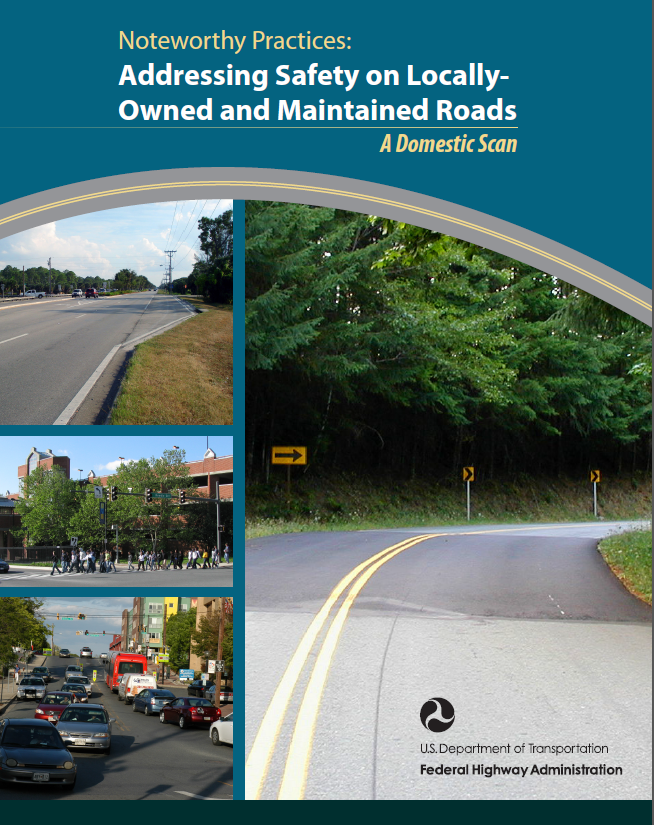 Noteworthy Practices:
Addressing Safety on Locally-
Owned and Maintained Roads
A Domestic Scan
U.S. Department of Transportation
Federal Highway Administration